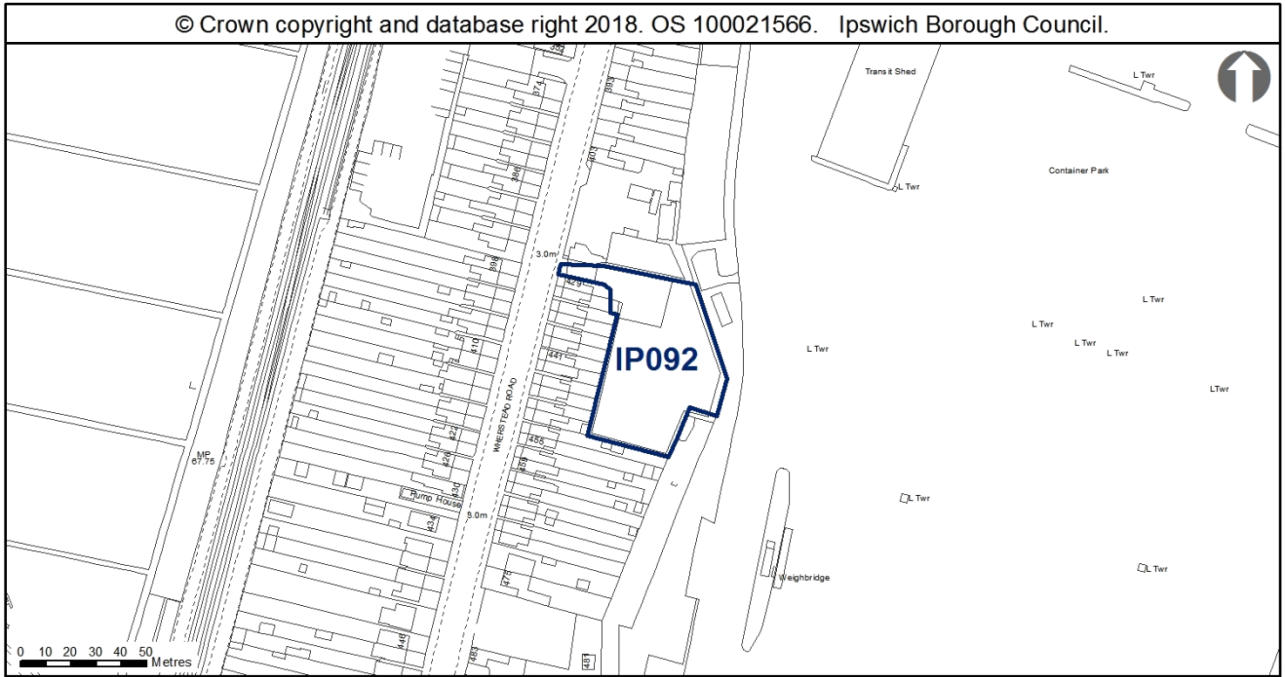 © Crown copyright and database right 2018. OS 100021566. Ipswich Borough Council.
Transit Shed
L Twr
374
393
Container Park
403
386
L Twr
3.0m
398
429
L Twr
L Twr
410
L Twr
L Twr
L Twr
441
IP092
LTwr
WHERSTEAD ROAD
422
455
MP
67.75
426
459
430
Pump House
L Twr
434
3.0m
L Twr
475
Weighbridge
446
483
481
0 10 20 30 40 50
Metres